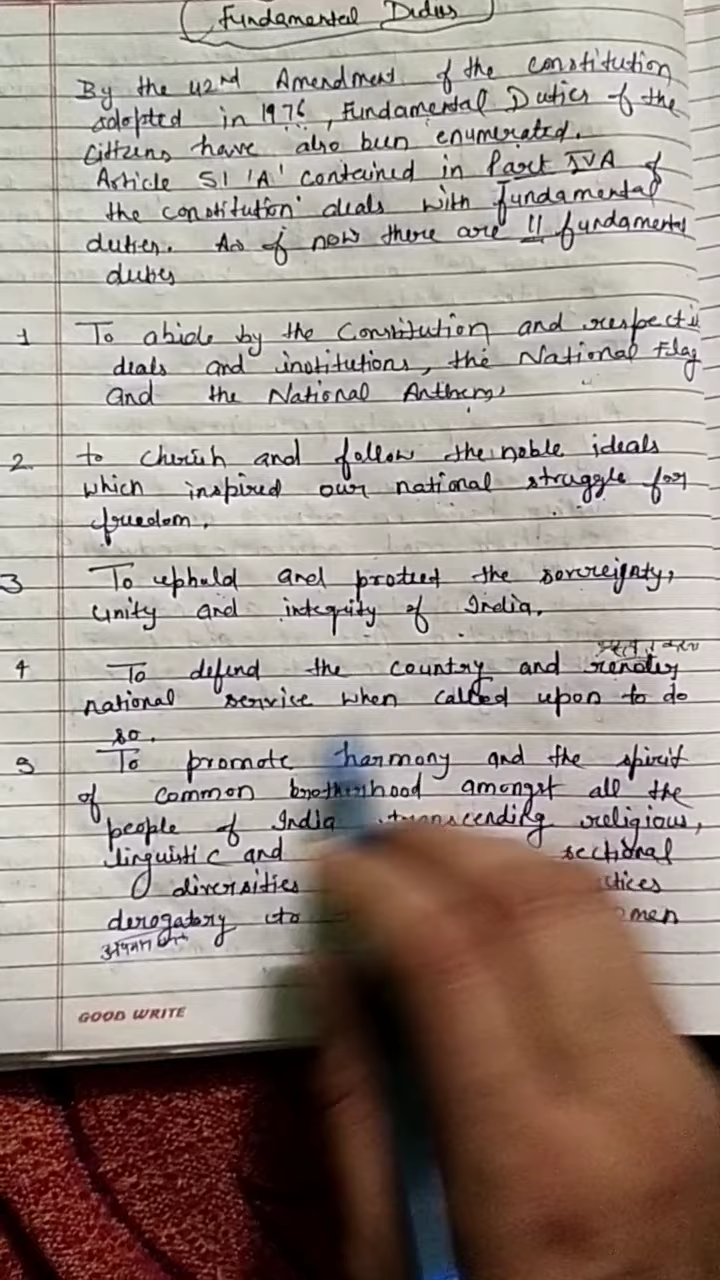 Fundamental Duties
By the 42nd Amendment of the constitution
adopted in 1976, Fundamental Duties of the
Citizens have also been enumerated.
Article 51 'A' contained in Part IVA of
the constitution deals with fundamental
duties. As of now there are 11 fundamental
duties
1 To abide by the Constitution and respect
deals and institutions, the National Flag
and the National Anthem,
2. to cherish and follow the noble ideals
which inspired our national struggle for
freedom.
3 To uphold and protect the sovereignty,
unity and integrity of India.
4 To defend the country and render
national service when called upon to do
so.
5 To promote harmony and the spirit
of common brotherhood amongst all the
people of India transcending religious,
linguistic and sectional
diversities
derogatory to
GOOD WRITE